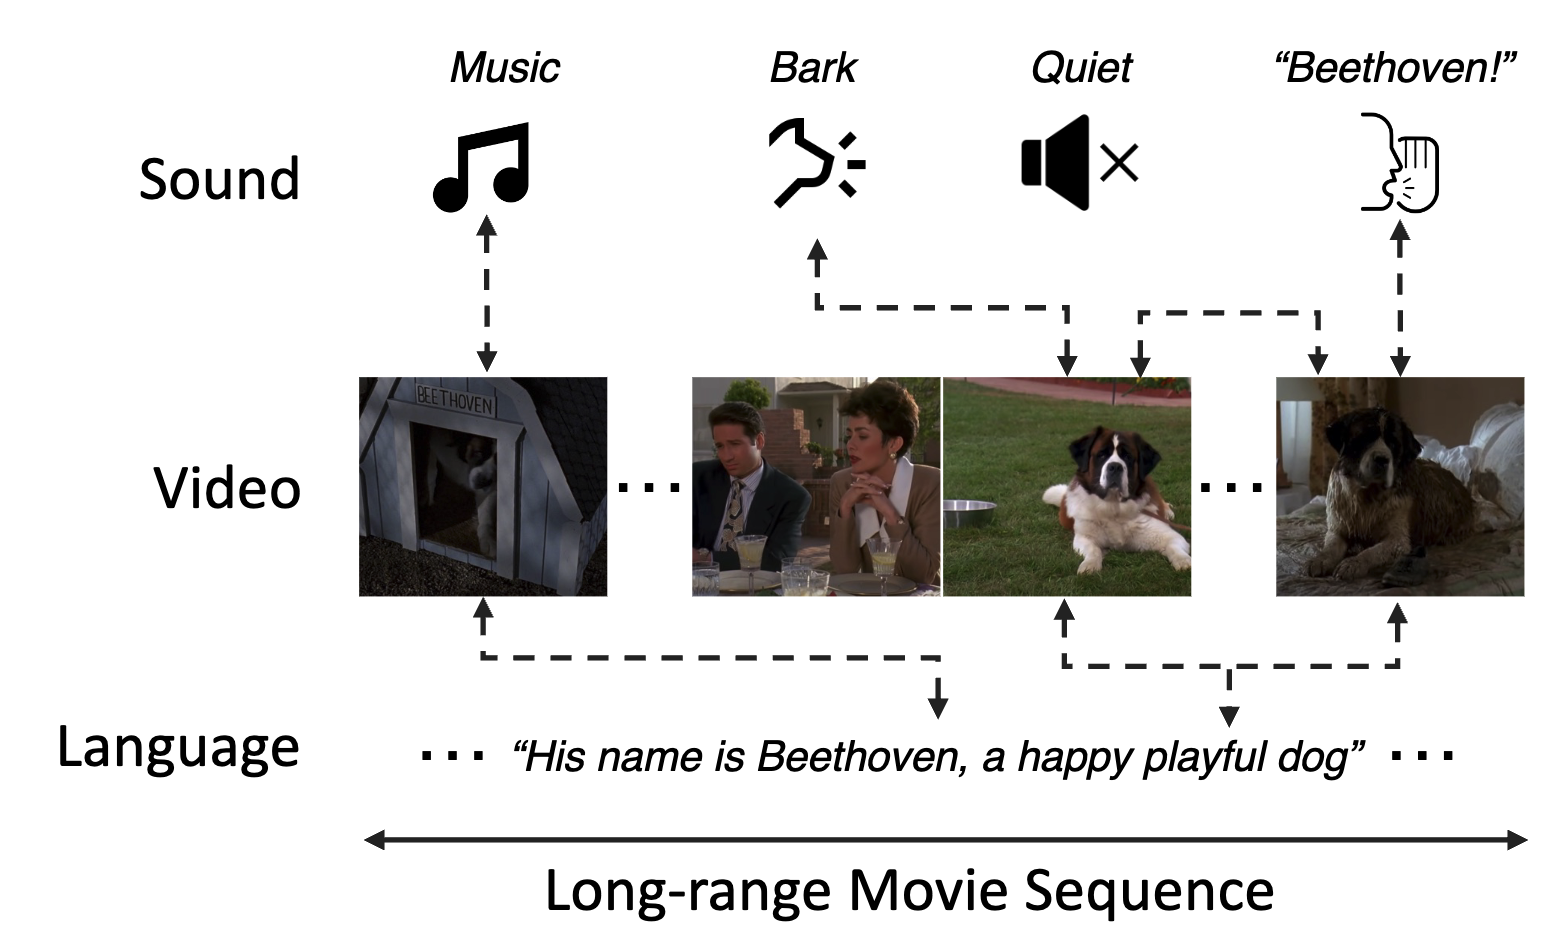 Music Bark Quiet “Beethoven!”
Sound
BEETHOVEN
Video ... ...
Language ... “His name is Beethoven, a happy playful dog” ...
Long-range Movie Sequence